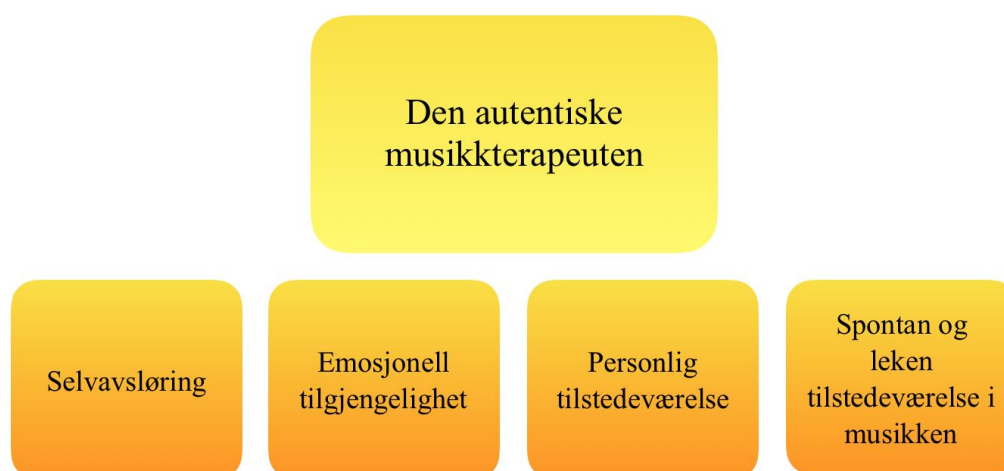 Den autentiske
musikkterapeuten
Selvavsløring
Emosjonell
tilgjengelighet
Personlig
tilstedeværelse
Spontan og
leken
tilstedeværelse i
musikken